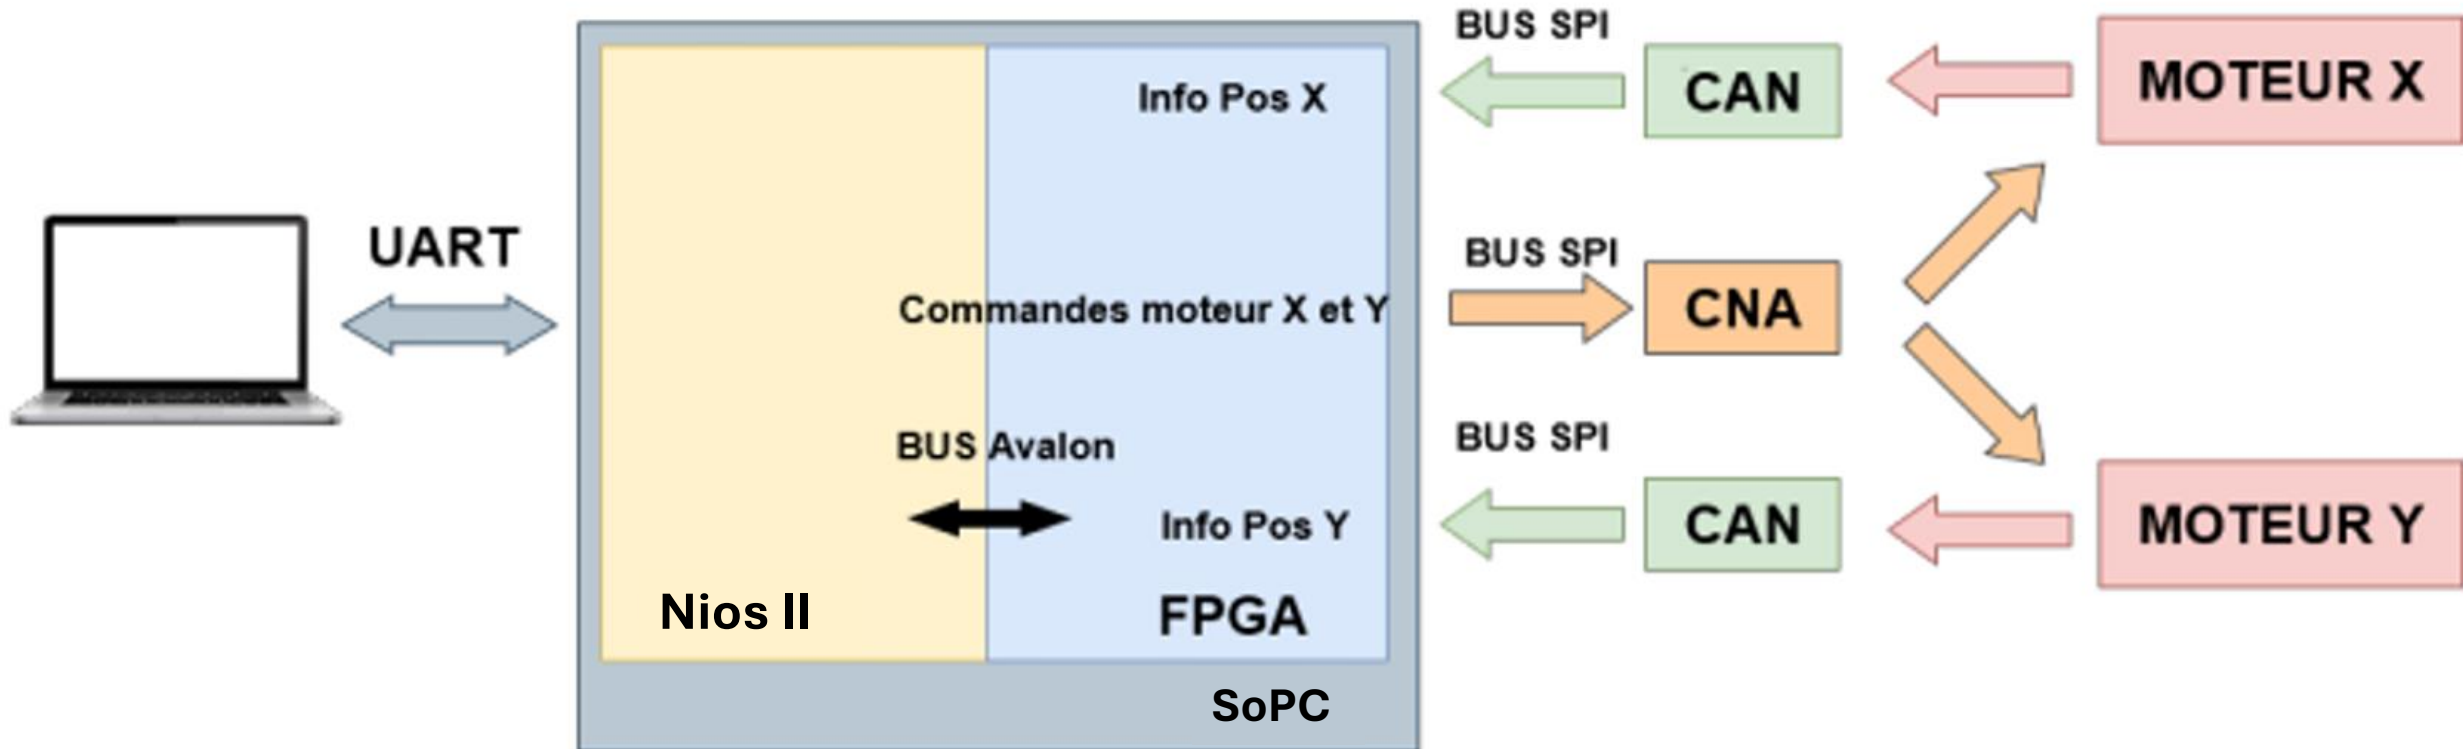 BUS SPI
Info Pos X
CAN
MOTEUR X
UART
BUS SPI
Commandes moteur X et Y
CNA
BUS Avalon
BUS SPI
Info Pos Y
CAN
MOTEUR Y
Nios II
FPGA
SoPC